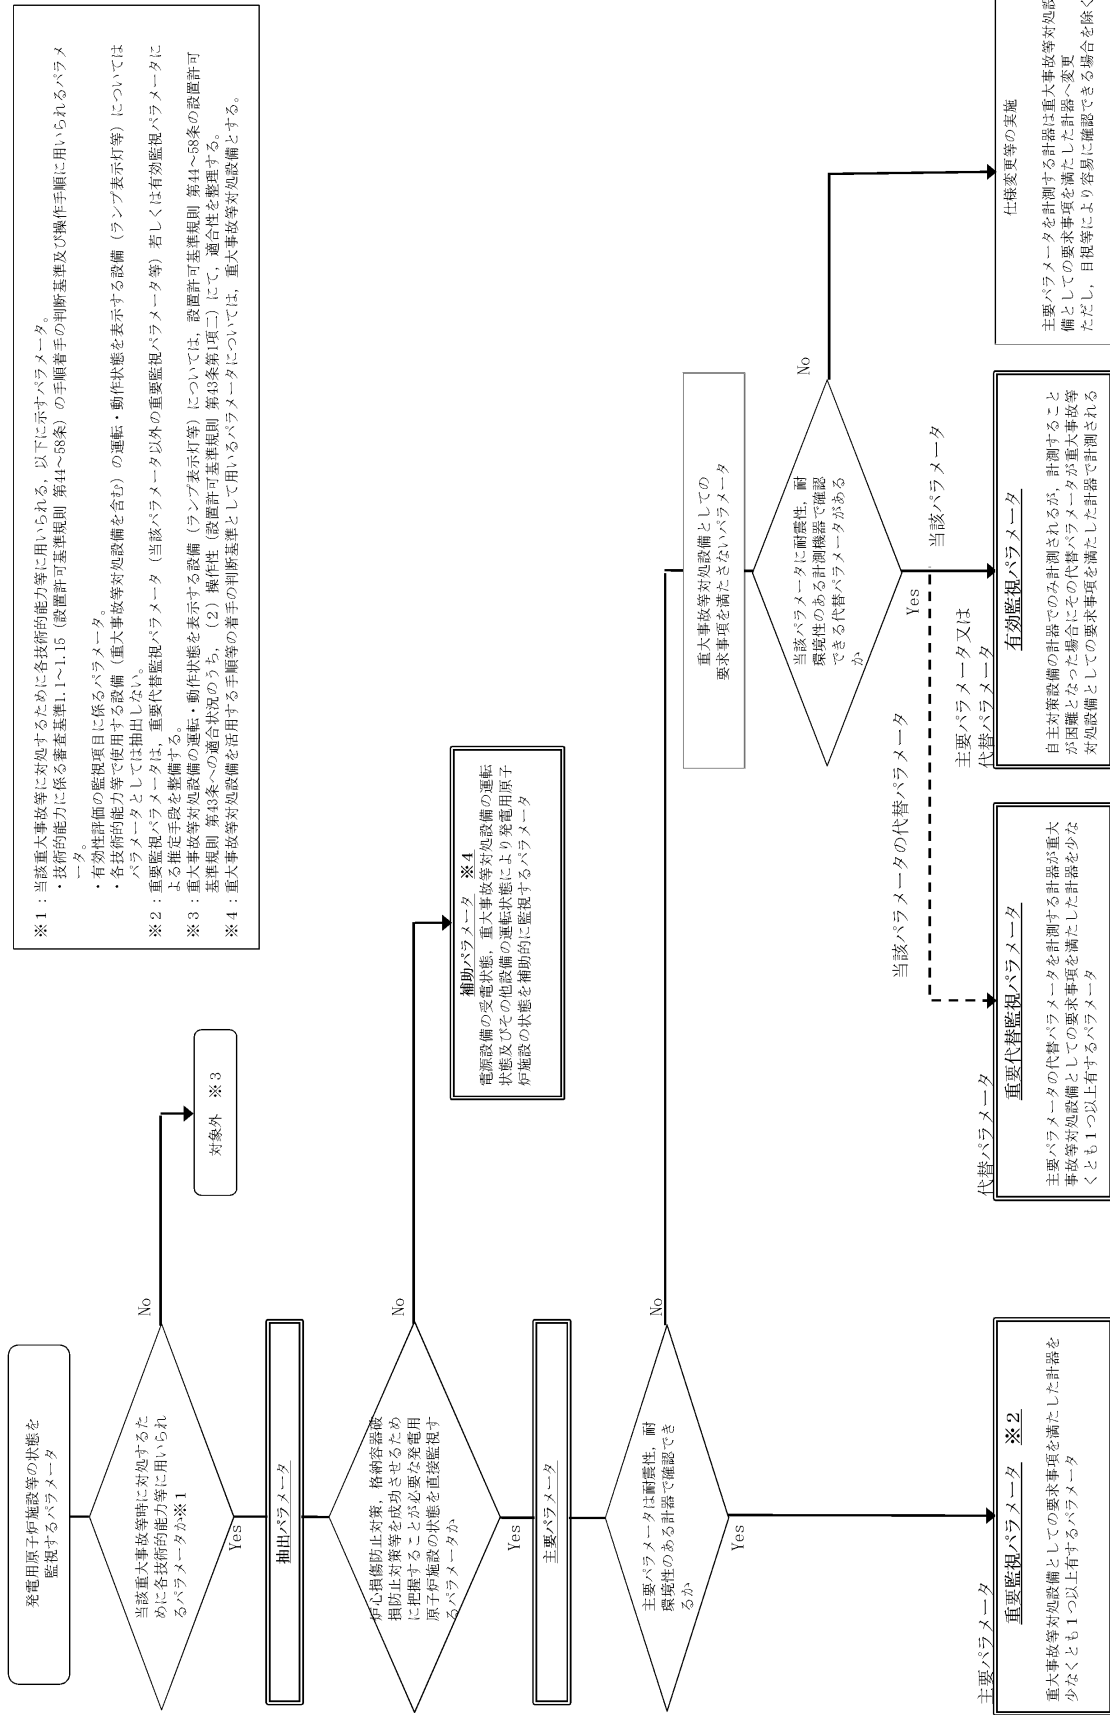 発電用原子炉施設等の状態を
監視するパラメータ
当該重大事故等時に対処するた
めに各技術的能力等に用いられ
るパラメータか※1
No
対象外　※3
Yes
抽出パラメータ
炉心損傷防止対策，格納容器破
損防止対策等を成功させるため
に把握することが必要な発電用
原子炉施設の状態を直接監視す
るパラメータか
No
補助パラメータ　※4
電源設備の受電状態，重大事故等対処設備の運転
状態及びその他設備の運転状態により発電用原子
炉施設の状態を補助的に監視するパラメータ
Yes
主要パラメータ
主要パラメータは耐震性，耐
環境性のある計器で確認でき
るか
No
Yes
重大事故等対処設備としての
要求事項を満たさないパラメータ
当該パラメータに耐震性，耐
環境性のある計測機器で確認
できる代替パラメータがある
か
No
Yes
当該パラメータ
当該パラメータの代替パラメータ
主要パラメータ
重要監視パラメータ　※2
重大事故等対処設備としての要求事項を満たした計器を
少なくとも1つ以上有するパラメータ
代替パラメータ
重要代替監視パラメータ
主要パラメータの代替パラメータを計測する計器が重大
事故等対処設備としての要求事項を満たした計器を少な
くとも1つ以上有するパラメータ
主要パラメータ又は
代替パラメータ
有効監視パラメータ
自主対策設備の計器でのみ計測されるが，計測すること
が困難となった場合にその代替パラメータが重大事故等
対処設備としての要求事項を満たした計器で計測される
仕様変更等の実施
主要パラメータを計測する計器は重大事故等対処設
備としての要求事項を満たした計器へ変更
ただし，目視等により容易に確認できる場合を除く
※1：当該重大事故等に対処するために各技術的能力等に用いられる，以下に示すパラメータ。
・技術的能力に係る審査基準1.1～1.15（設置許可基準規則 第44～58条）の手順着手の判断基準及び操作手順に用いられるパラメ
ータ。
・有効性評価の監視項目に係るパラメータ。
・各技術的能力等で使用する設備（重大事故等対処設備を含む）の運転・動作状態を表示する設備（ランプ表示灯等）については
パラメータとしては抽出しない。
※2：重要監視パラメータは，重要代替監視パラメータ（当該パラメータ以外の重要監視パラメータ等）若しくは有効監視パラメータに
よる推定手段を整備する。
※3：重大事故等対処設備の運転・動作状態を表示する設備（ランプ表示灯等）については，設置許可基準規則 第44～58条の設置許可
基準規則 第43条への適合状況のうち，（2）操作性（設置許可基準規則 第43条第1項二）にて，適合性を整理する。
※4：重大事故等対処設備を活用する手順等の着手の判断基準として用いるパラメータについては，重大事故等対処設備とする。